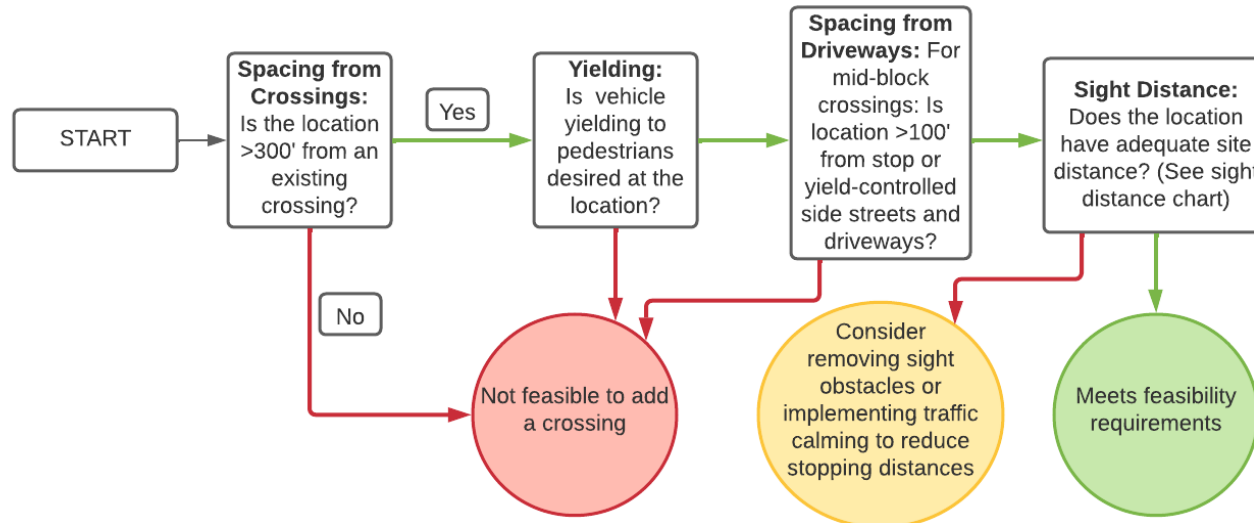 START
Spacing from
Crossings:
Is the location
>300' from an
existing
crossing?
Yes
No
Yielding:
Is vehicle
yielding to
pedestrians
desired at the
location?
Spacing from
Driveways: For
mid-block
crossings: Is
location >100'
from stop or
yield-controlled
side streets and
driveways?
Sight Distance:
Does the location
have adequate site
distance? (See sight
distance chart)
Not feasible to add
a crossing
Consider
removing sight
obstacles or
implementing traffic
calming to reduce
stopping distances
Meets feasibility
requirements